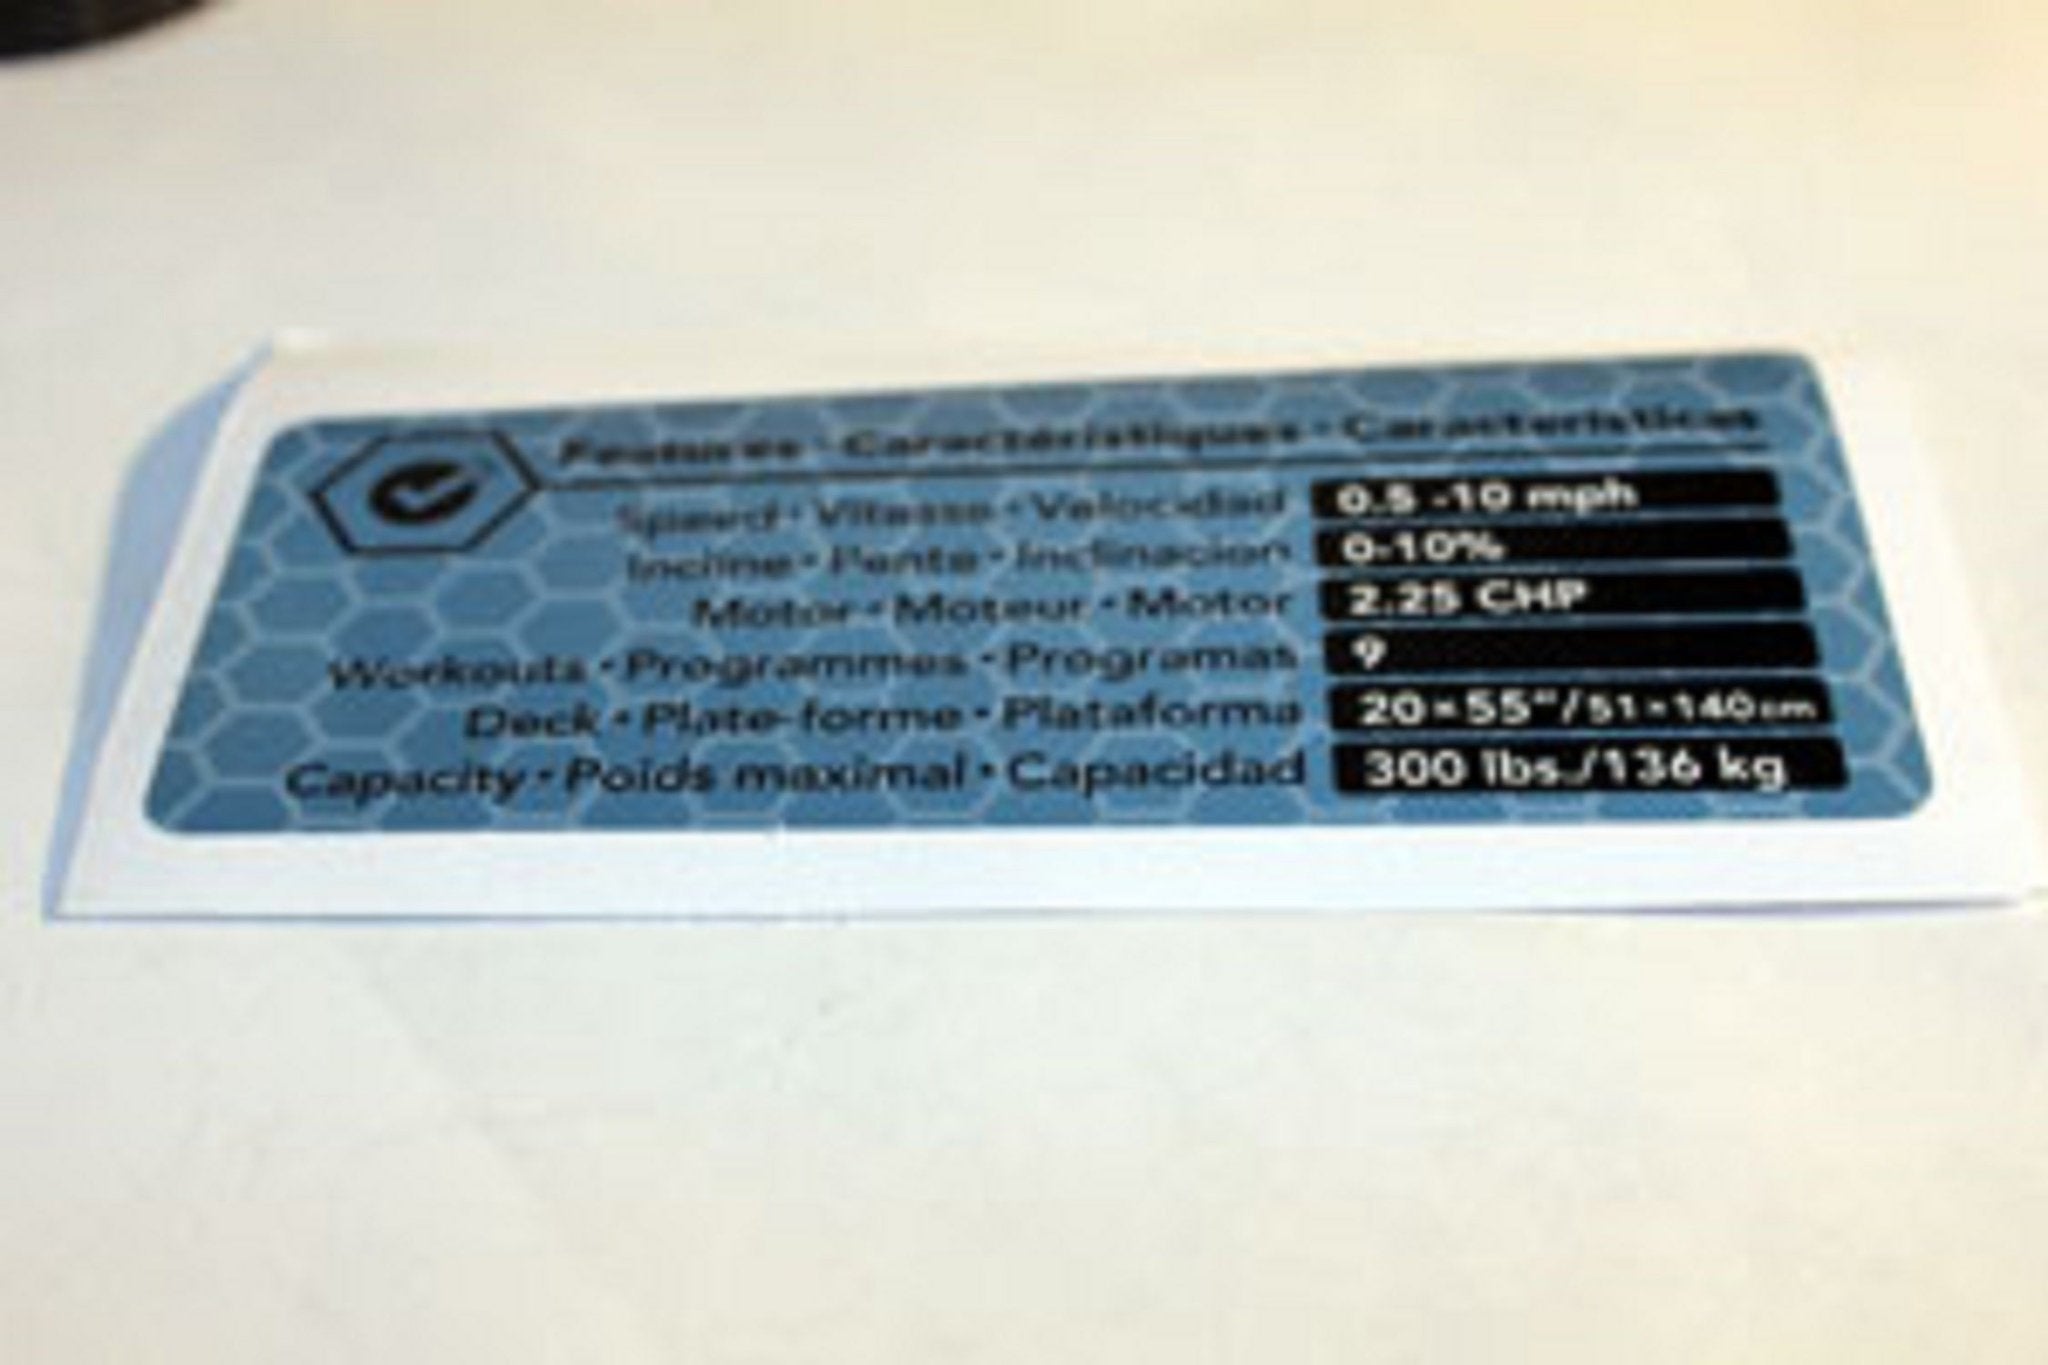 Features · Caractéristiques · Caracteristicas
Speed · Vitesse · Velocidad 0.5 -10 mph
Incline · Pente · Inclinacion 0-10%
Motor · Moteur · Motor 2.25 CHP
Workouts · Programmes · Programas 9
Deck · Plate-forme · Plataforma 20 x 55"/51 x 140cm
Capacity · Poids maximal · Capacidad 300 lbs./136 kg